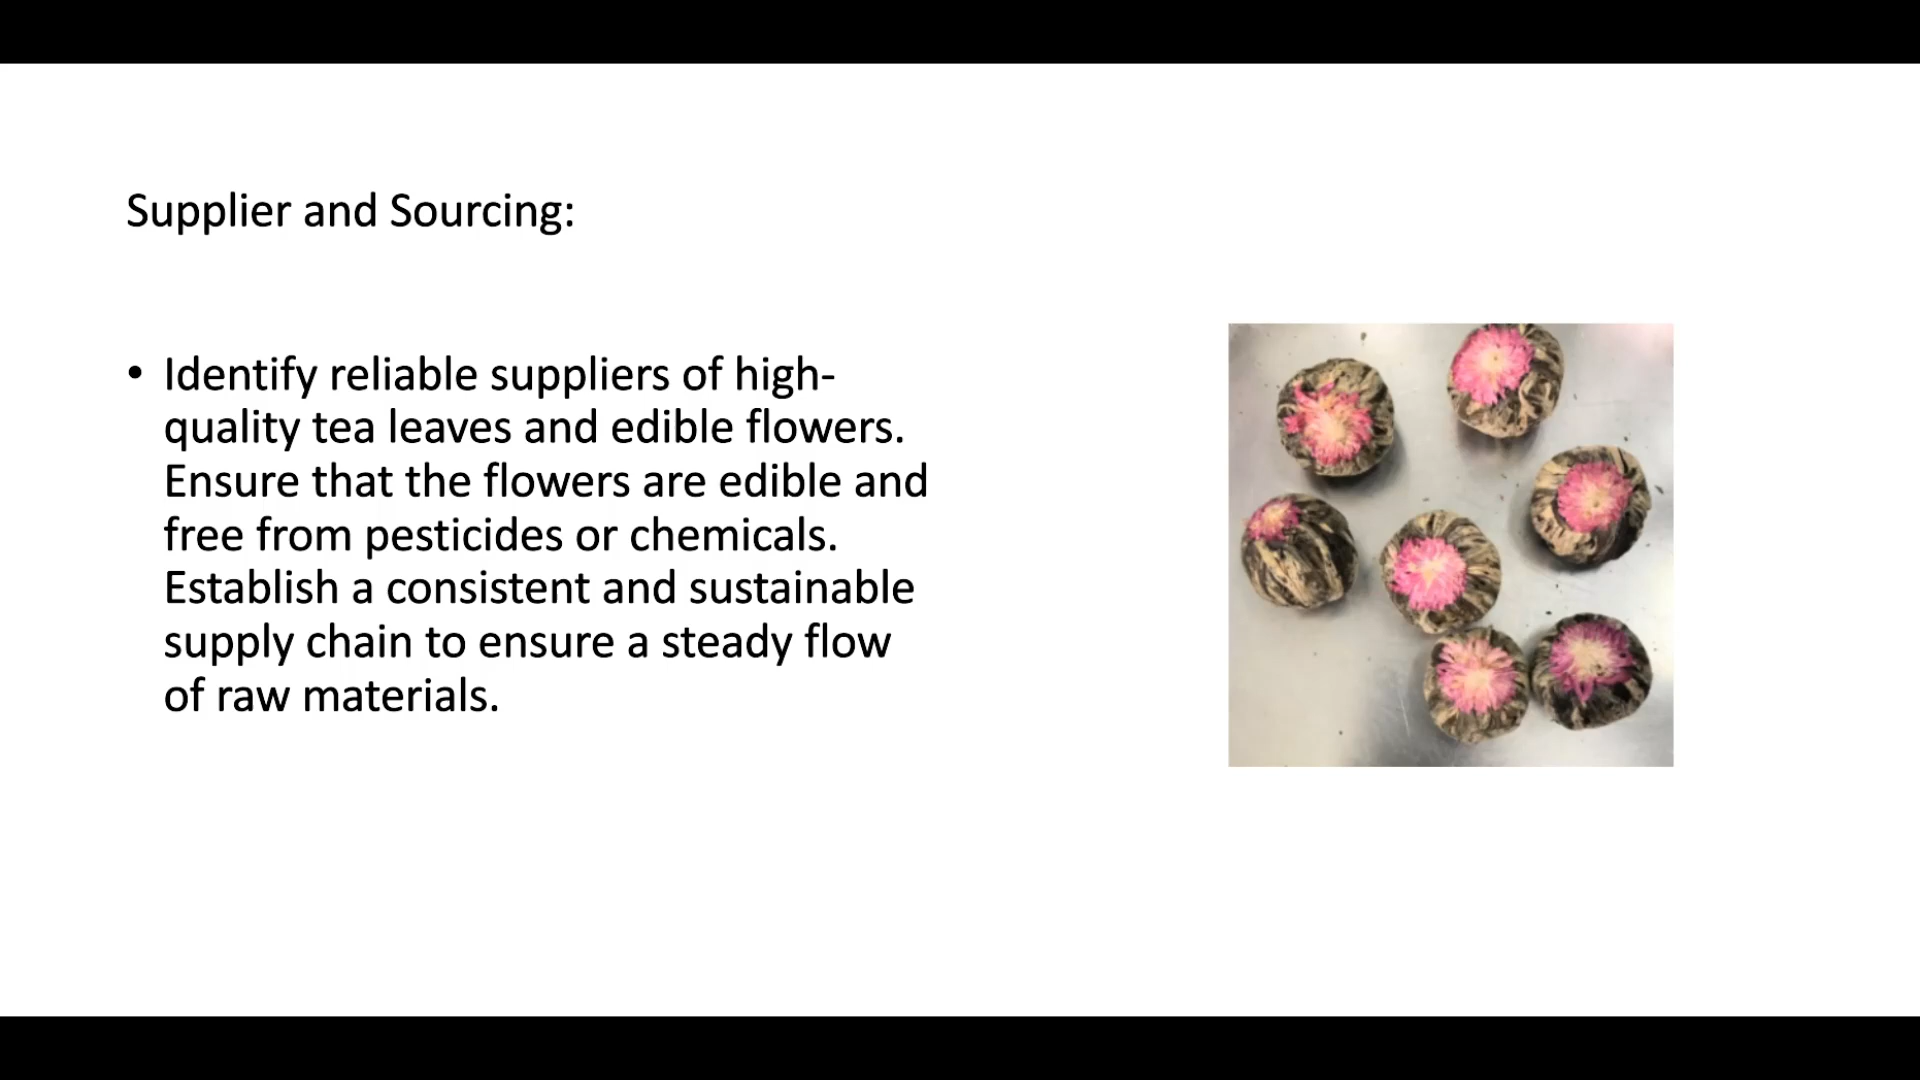 Supplier and Sourcing:
• Identify reliable suppliers of high-
quality tea leaves and edible flowers.
Ensure that the flowers are edible and
free from pesticides or chemicals.
Establish a consistent and sustainable
supply chain to ensure a steady flow
of raw materials.